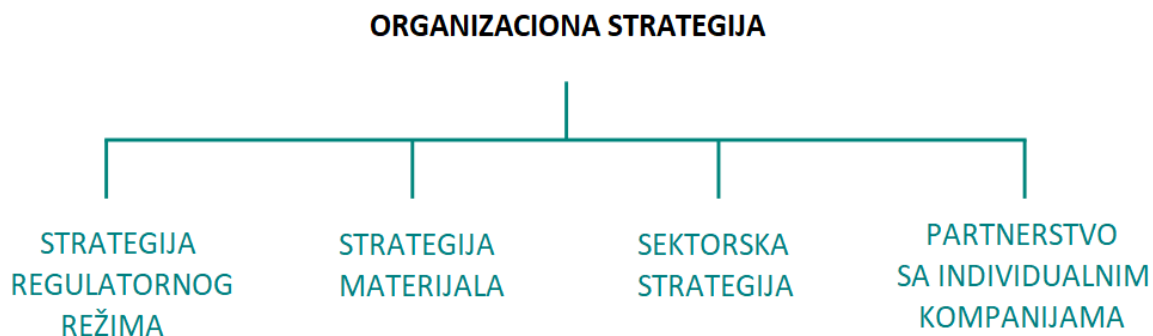 ORGANIZACIONA STRATEGIJA
STRATEGIJA
REGULATORNOG
REŽIMA
STRATEGIJA
MATERIJALA
SEKTORSKA
STRATEGIJA
PARTNERSTVO
SA INDIVIDUALNIM
KOMPANIJAMA